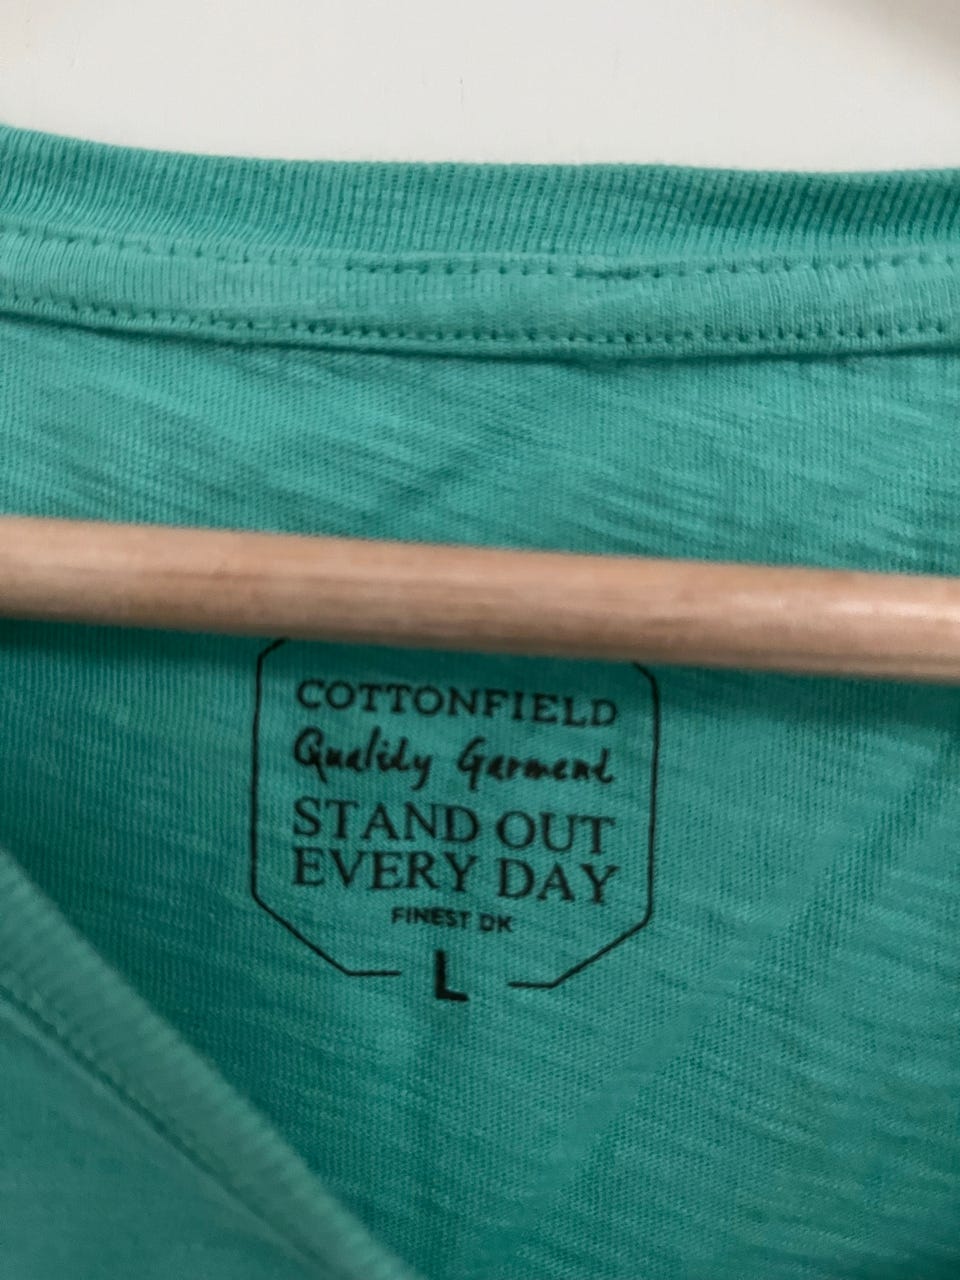 COTTONFIELD
Quality Garment
STAND OUT
EVERY DAY
FINEST DK
L